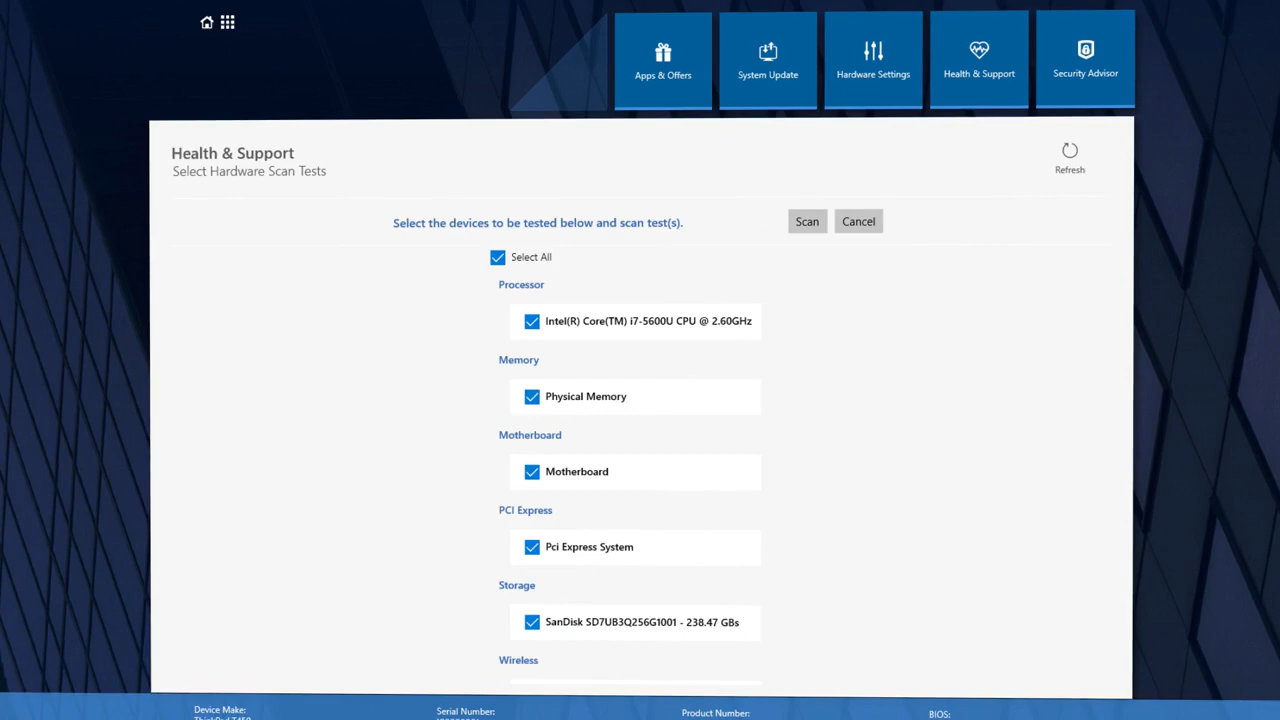 Apps & Offers
System Update
Hardware Settings
Health & Support
Security Advisor
Health & Support
Select Hardware Scan Tests
Refresh
Select the devices to be tested below and scan test(s).
Scan
Cancel
Select All
Processor
Intel(R) Core(TM) i7-5600U CPU @ 2.60GHz
Memory
Physical Memory
Motherboard
Motherboard
PCI Express
Pci Express System
Storage
SanDisk SD7UB3Q256G1001 - 238.47 GBs
Wireless
Device Make:
Serial Number:
Product Number:
BIOS: